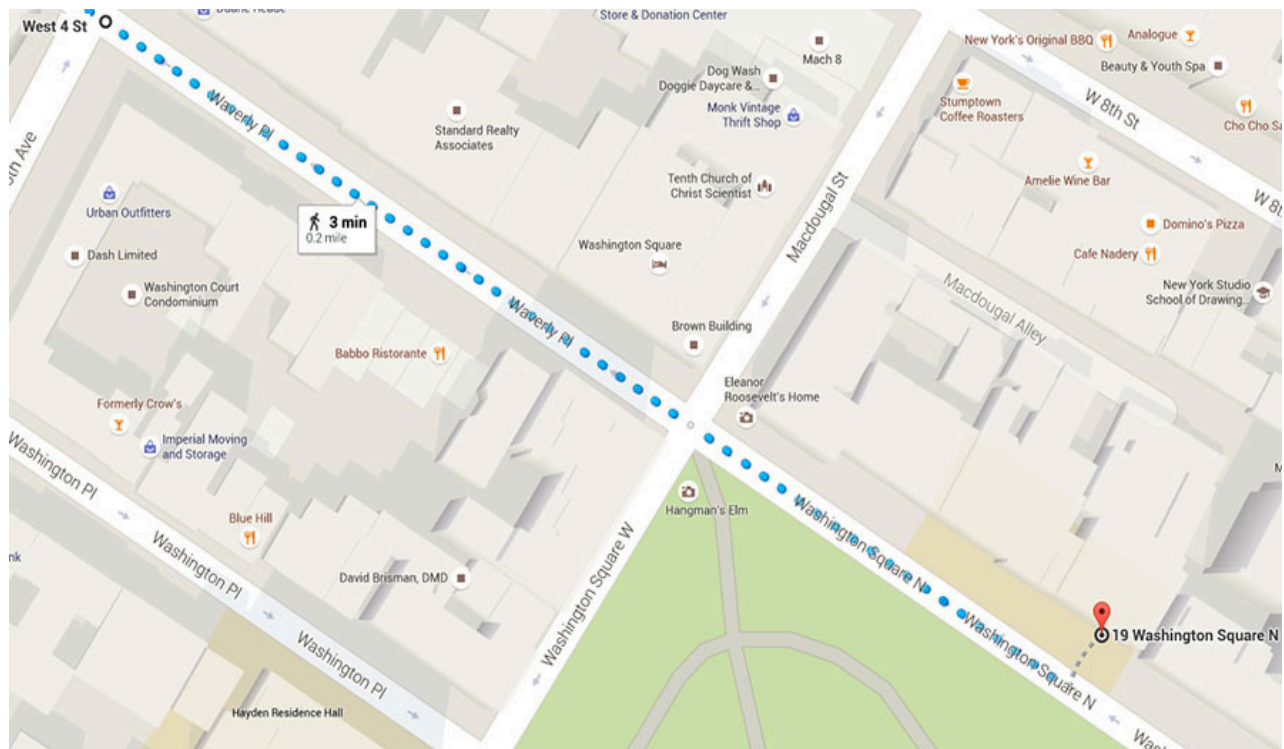 Duane Reade
Store & Donation Center
West 4 St
Mach 8
New York's Original BBQ
Analogue
Beauty & Youth Spa
Dog Wash
Doggie Daycare &...
Monk Vintage
Thrift Shop
Stumptown
Coffee Roasters
W 8th St
Cho Cho Sa
Waverly Pl
Standard Realty
Associates
Tenth Church of
Christ Scientist
Macdougal St
Amelie Wine Bar
W 8th
Urban Outfitters
3 min
0.2 mile
Domino's Pizza
Dash Limited
Washington Square
Cafe Nadery
Washington Court
Condominium
New York Studio
School of Drawing...
Macdougal Alley
Waverly Pl
Brown Building
Babbo Ristorante
Eleanor
Roosevelt's Home
Formerly Crow's
Imperial Moving
and Storage
Washington Pl
Hangman's Elm
Blue Hill
Washington Square N
Washington Pl
David Brisman, DMD
Washington Square W
19 Washington Square N
Washington Square N
Washington Pl
Hayden Residence Hall